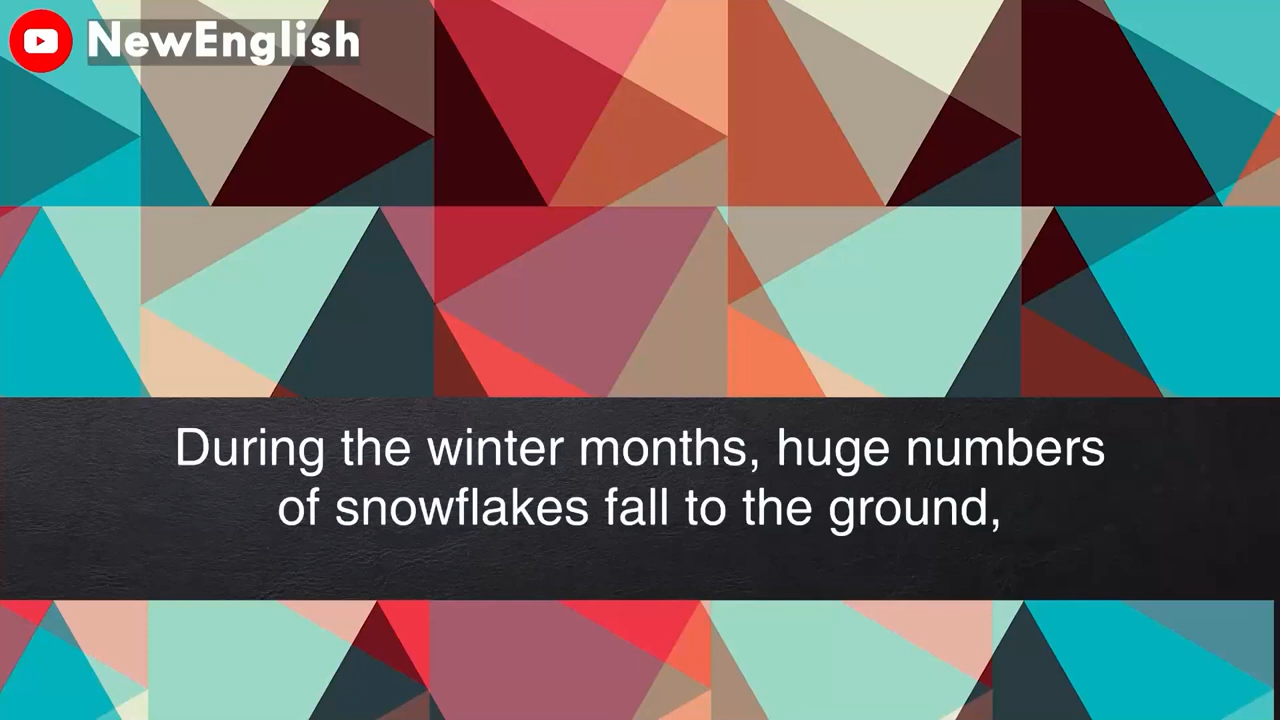 NewEnglish
During the winter months, huge numbers
of snowflakes fall to the ground,